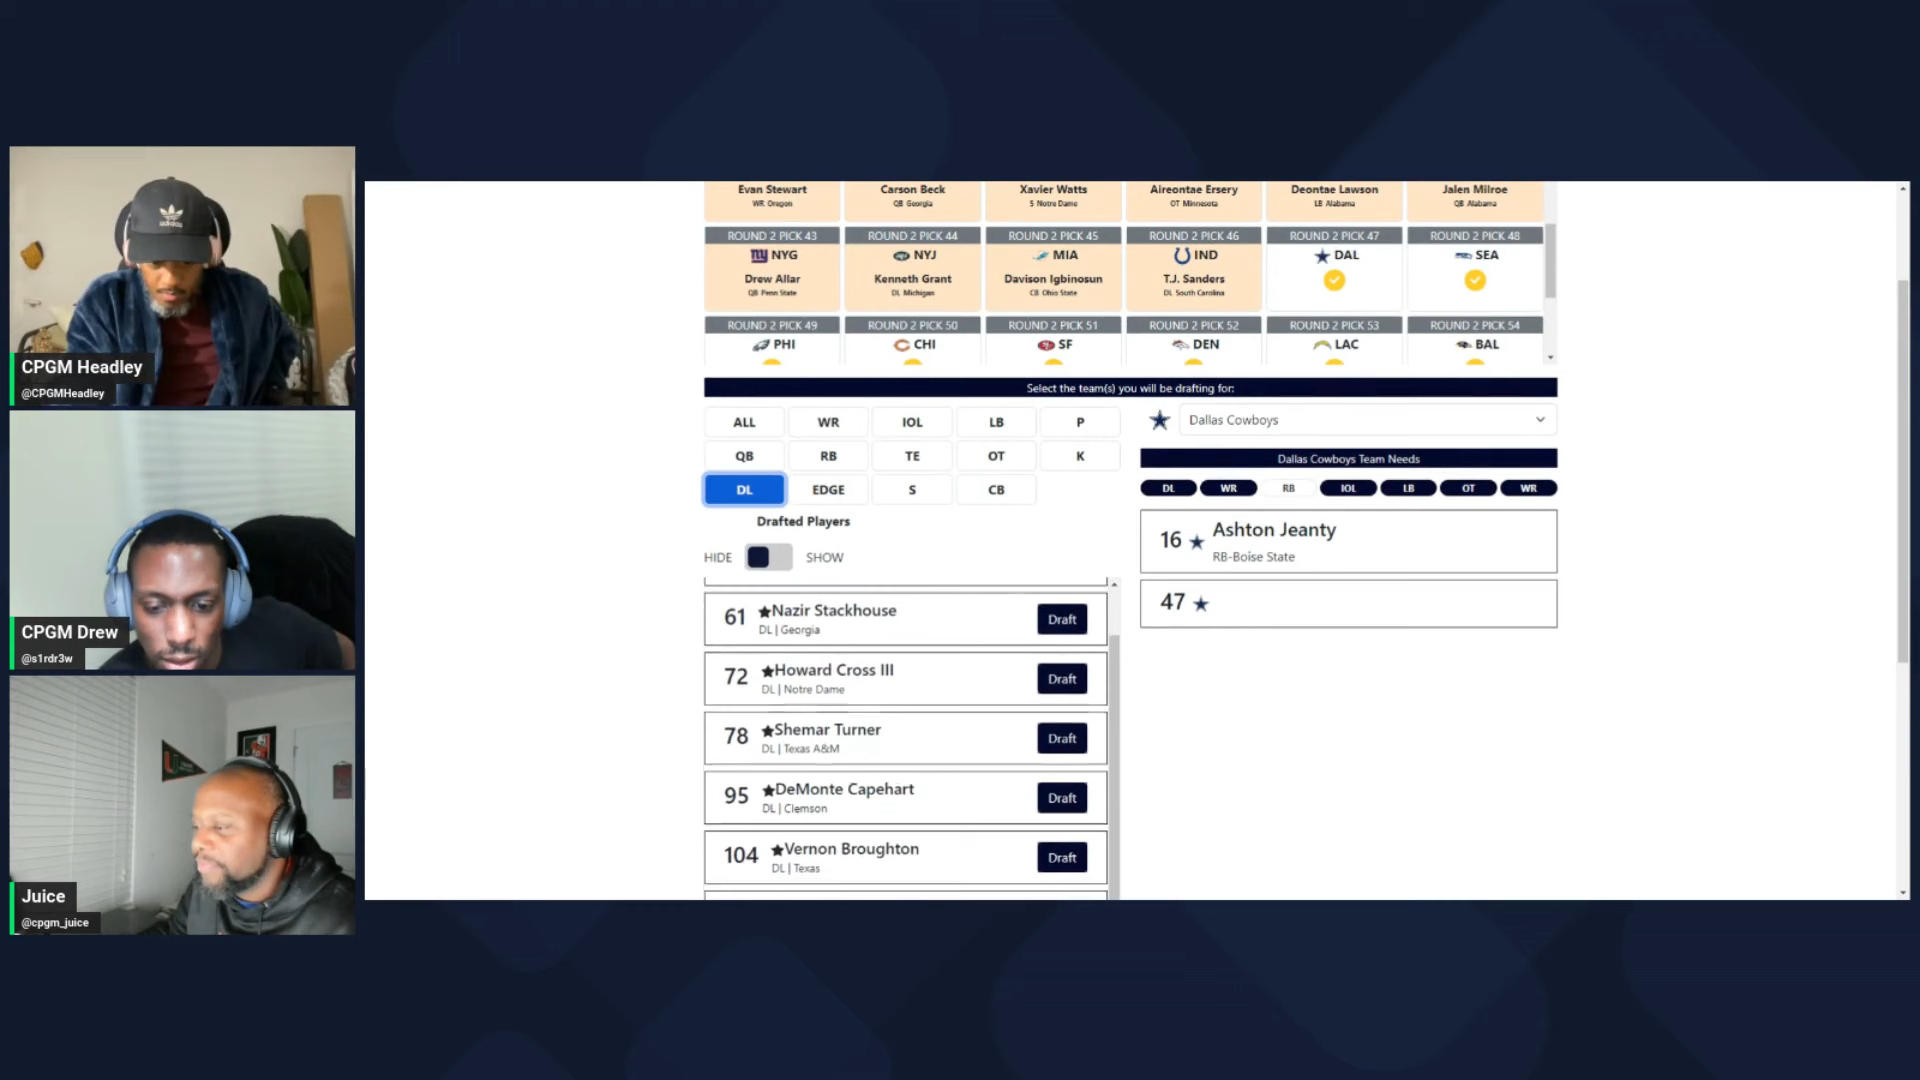 CPGM Headley
@CPGMHeadley
CPGM Drew
@s1rdr3w
Juice
@cpgm_juice
Evan Stewart
WR Oregon
Carson Beck
QB Georgia
Xavier Watts
S Notre Dame
Aireontae Ersery
OT Minnesota
Deontae Lawson
LB Alabama
Jalen Milroe
QB Alabama
ROUND 2 PICK 43
NYG
Drew Allar
QB Penn State
ROUND 2 PICK 44
NYJ
Kenneth Grant
DL Michigan
ROUND 2 PICK 45
MIA
Davison Igbinosun
CB Ohio State
ROUND 2 PICK 46
IND
T.J. Sanders
DL South Carolina
ROUND 2 PICK 47
DAL
ROUND 2 PICK 48
SEA
ROUND 2 PICK 49
PHI
ROUND 2 PICK 50
CHI
ROUND 2 PICK 51
SF
ROUND 2 PICK 52
DEN
ROUND 2 PICK 53
LAC
ROUND 2 PICK 54
BAL
Select the team(s) you will be drafting for:
ALL WR IOL LB P
QB RB TE OT K
DL EDGE S CB
Drafted Players
HIDE SHOW
61 ★Nazir Stackhouse
DL | Georgia
Draft
72 ★Howard Cross III
DL | Notre Dame
Draft
78 ★Shemar Turner
DL | Texas A&M
Draft
95 ★DeMonte Capehart
DL | Clemson
Draft
104 ★Vernon Broughton
DL | Texas
Draft
Dallas Cowboys
Dallas Cowboys Team Needs
DL WR RB IOL LB OT WR
16 Ashton Jeanty
RB-Boise State
47